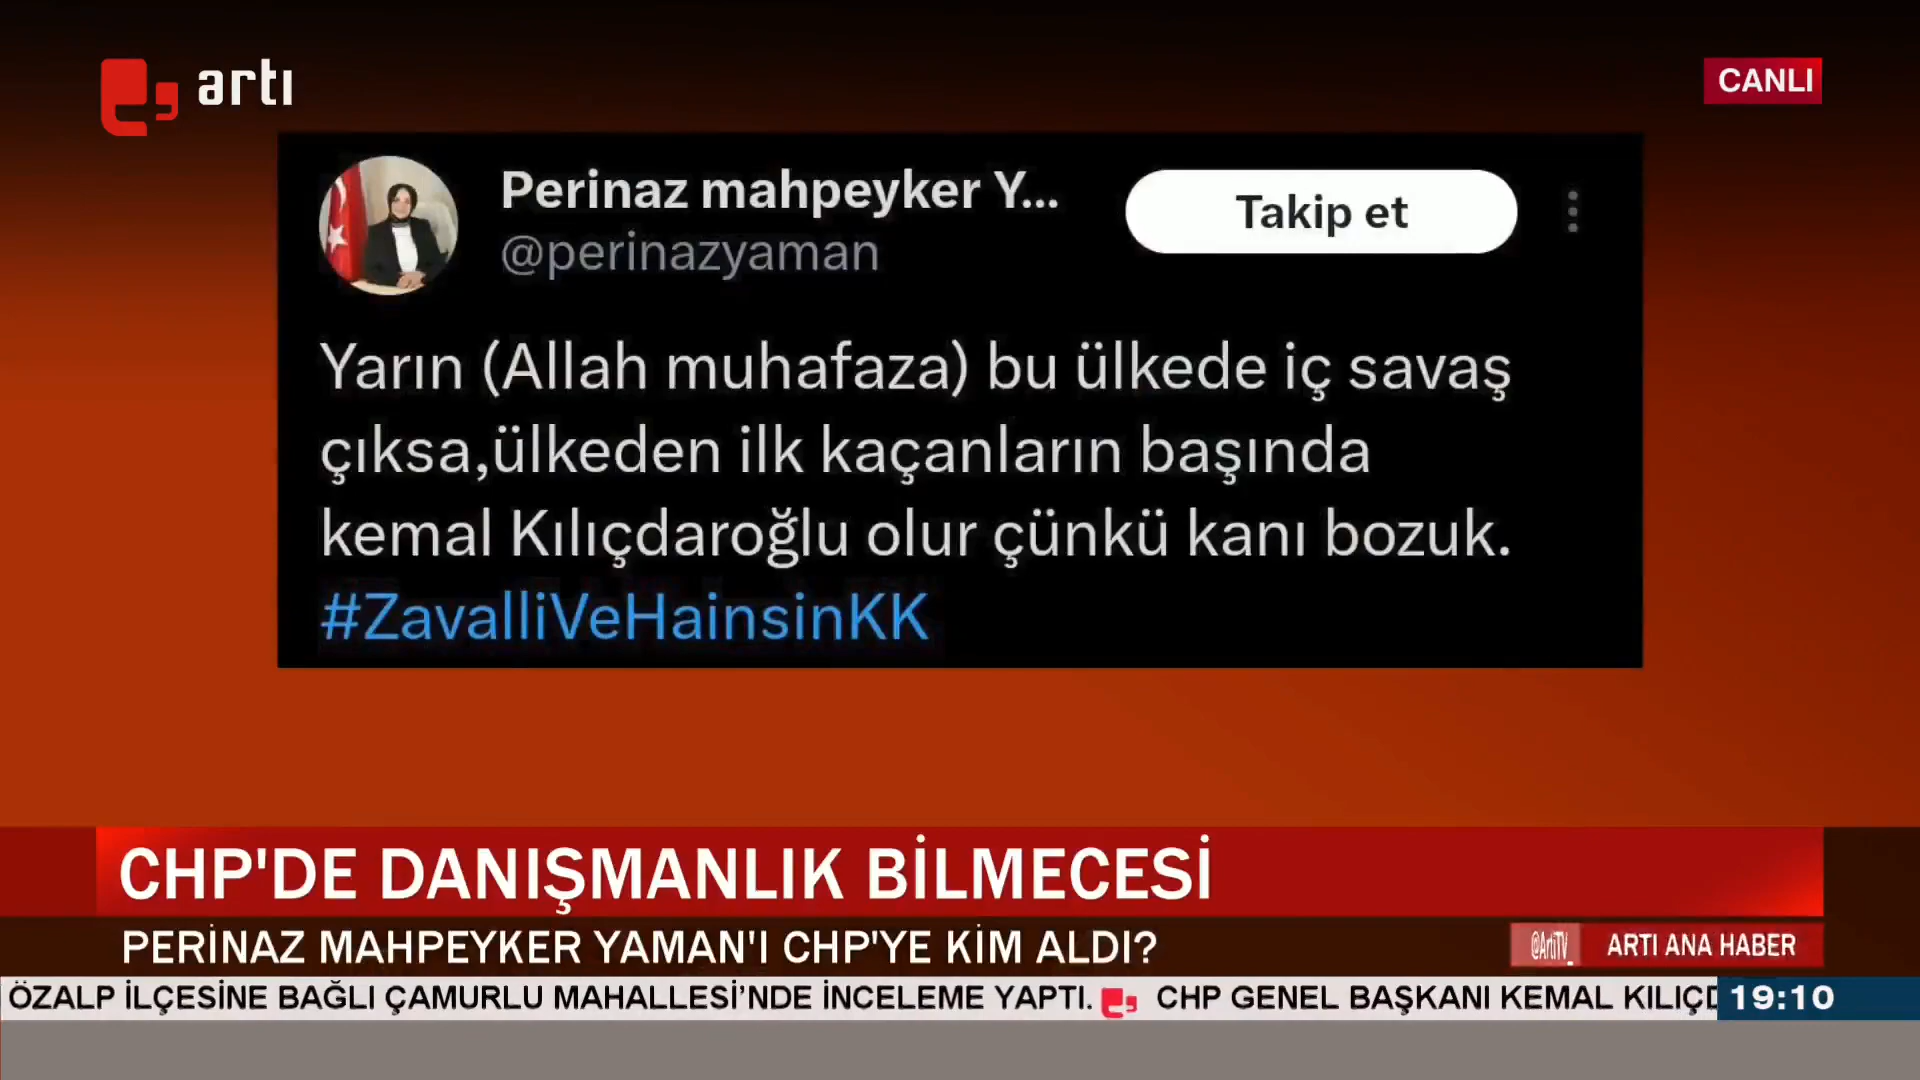 artı
CANLI
Perinaz mahpeyker Y...
@perinazyaman
Takip et
Yarın (Allah muhafaza) bu ülkede iç savaş
çıksa,ülkeden ilk kaçanların başında
kemal Kılıçdaroğlu olur çünkü kanı bozuk.
#ZavalliVeHainsinKK
CHP'DE DANIŞMANLIK BİLMECESİ
PERİNAZ MAHPEYKER YAMAN'I CHP'YE KİM ALDI?
@ArtiTV_
ARTI ANA HABER
ÖZALP İLÇESİNE BAĞLI ÇAMURLU MAHALLESİ'NDE İNCELEME YAPTI. CHP GENEL BAŞKANI KEMAL KILIÇD
19:10